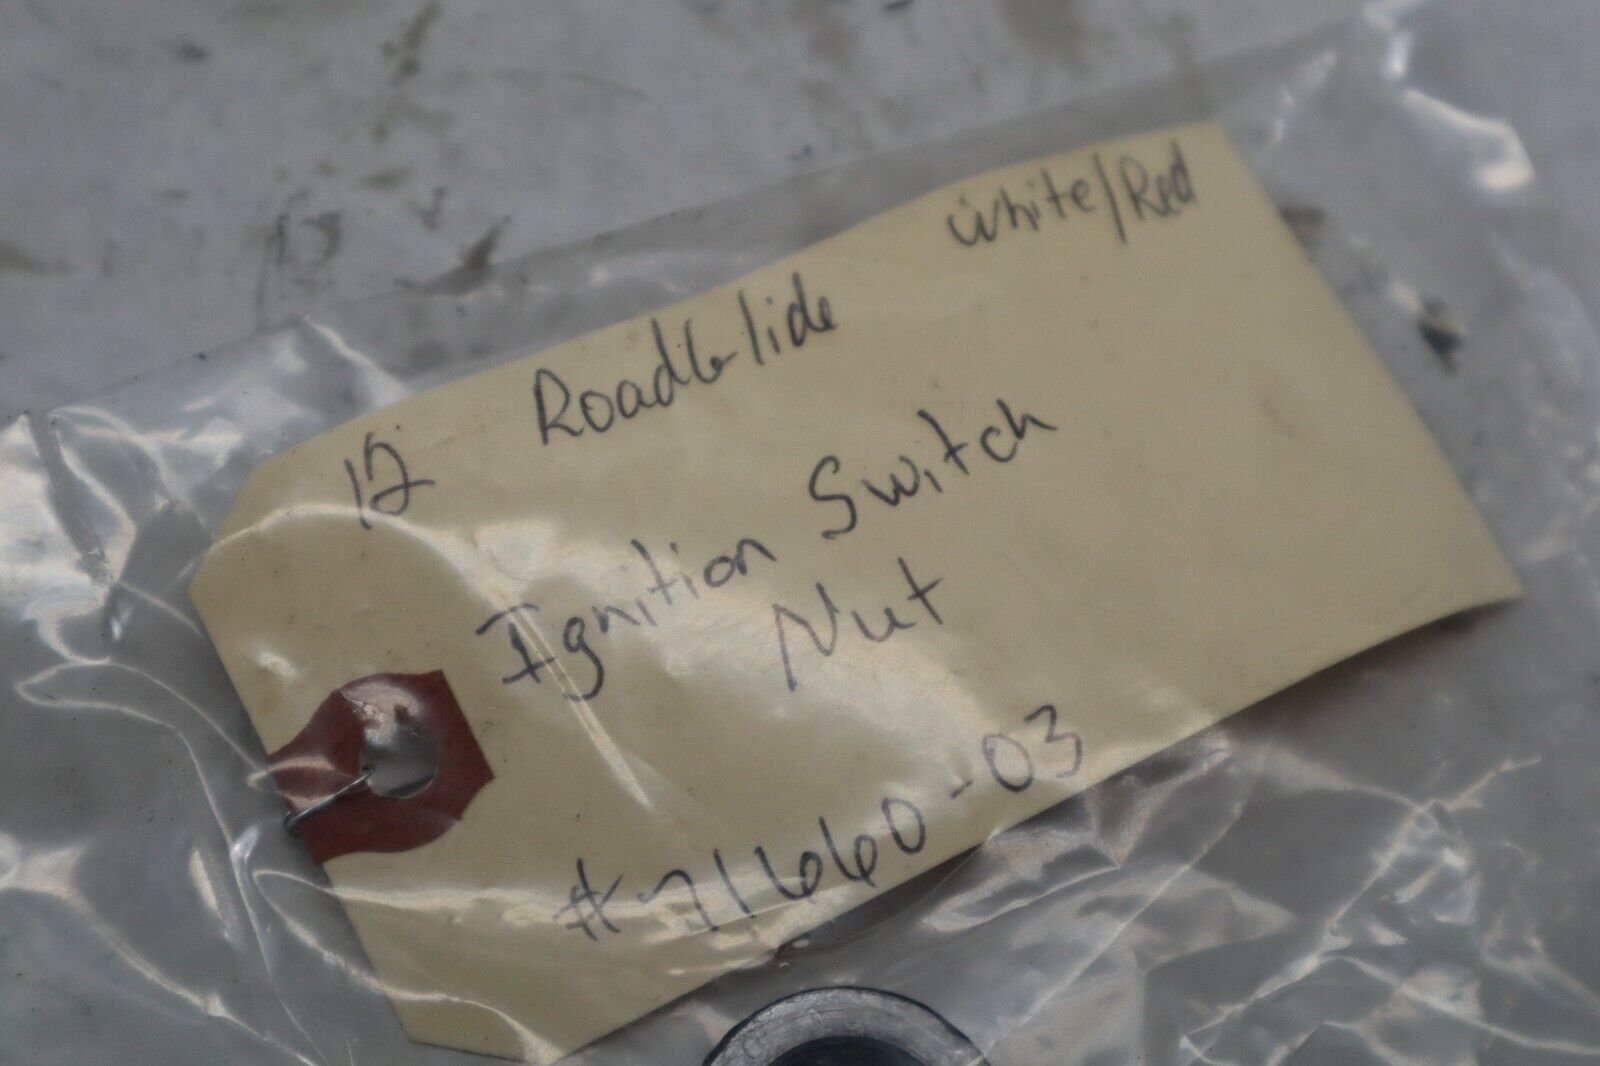 12 RoadGlide white/Red
Ignition Switch
Nut
#71660-03